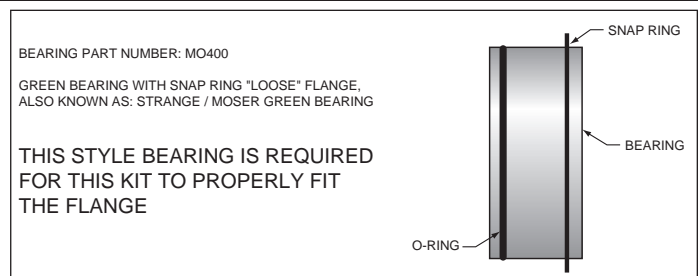 BEARING PART NUMBER: MO400
GREEN BEARING WITH SNAP RING "LOOSE" FLANGE,
ALSO KNOWN AS: STRANGE / MOSER GREEN BEARING
THIS STYLE BEARING IS REQUIRED
FOR THIS KIT TO PROPERLY FIT
THE FLANGE
SNAP RING
BEARING
O-RING